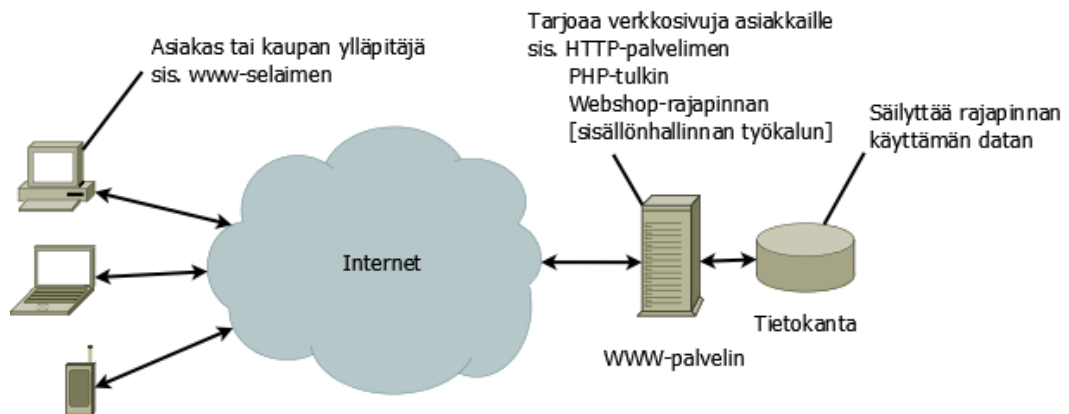 Asiakas tai kaupan ylläpitäjä
sis. www-selaimen
Tarjoaa verkkosivuja asiakkaille
sis. HTTP-palvelimen
PHP-tulkin
Webshop-rajapinnan
[sisällönhallinnan työkalun]
Säilyttää rajapinnan
käyttämän datan
Internet
Tietokanta
WWW-palvelin